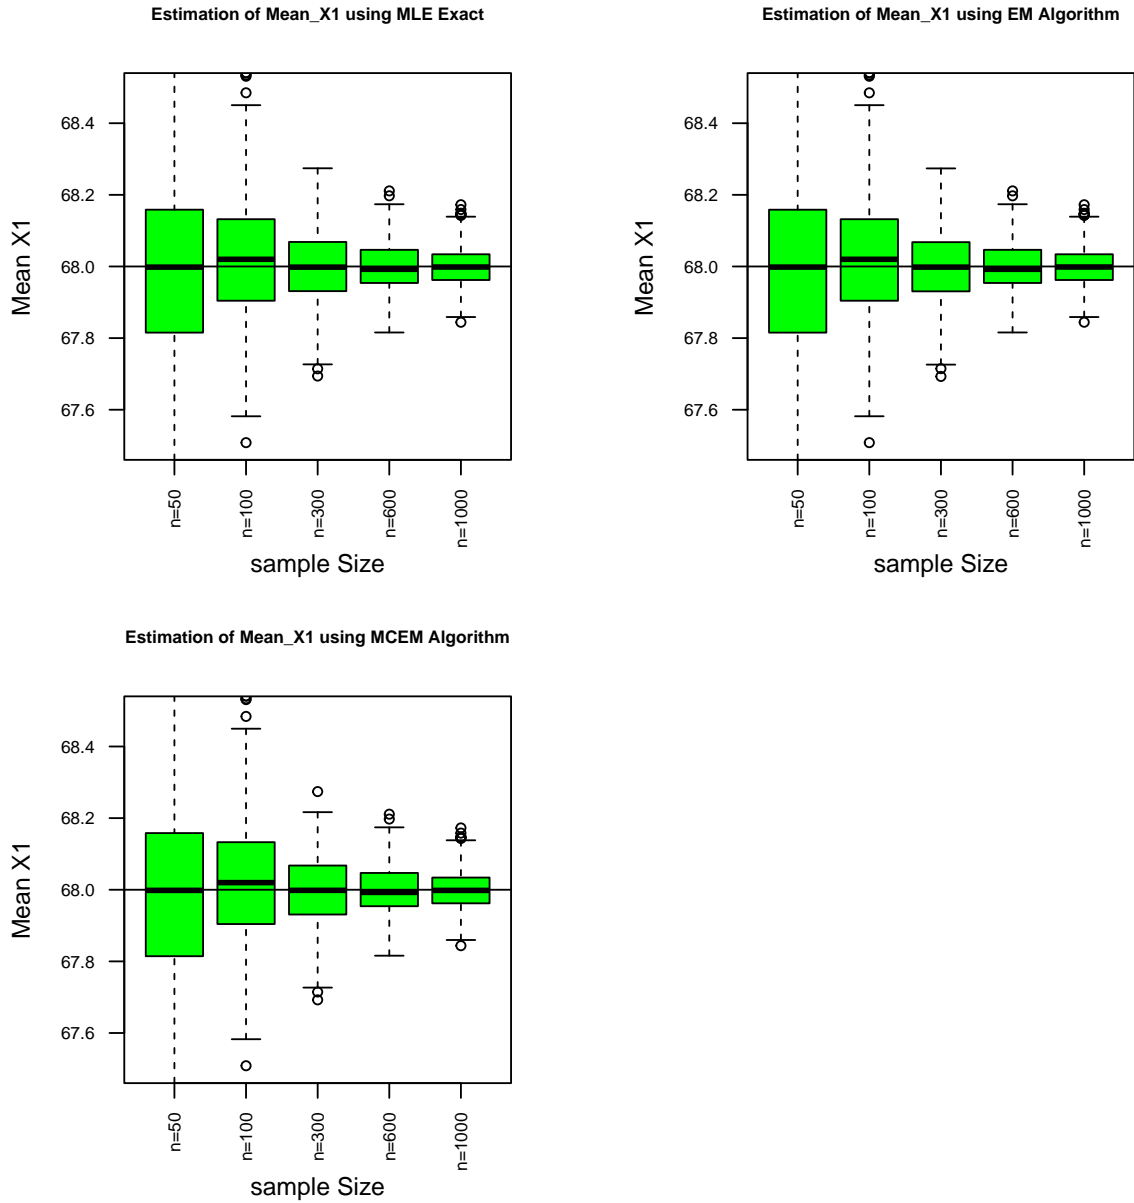 Estimation of Mean_X1 using MLE Exact
Mean X1
68.4
68.2
68.0
67.8
67.6
n=50
n=100
n=300
n=600
n=1000
sample Size
Estimation of Mean_X1 using EM Algorithm
Mean X1
68.4
68.2
68.0
67.8
67.6
n=50
n=100
n=300
n=600
n=1000
sample Size
Estimation of Mean_X1 using MCEM Algorithm
Mean X1
68.4
68.2
68.0
67.8
67.6
n=50
n=100
n=300
n=600
n=1000
sample Size